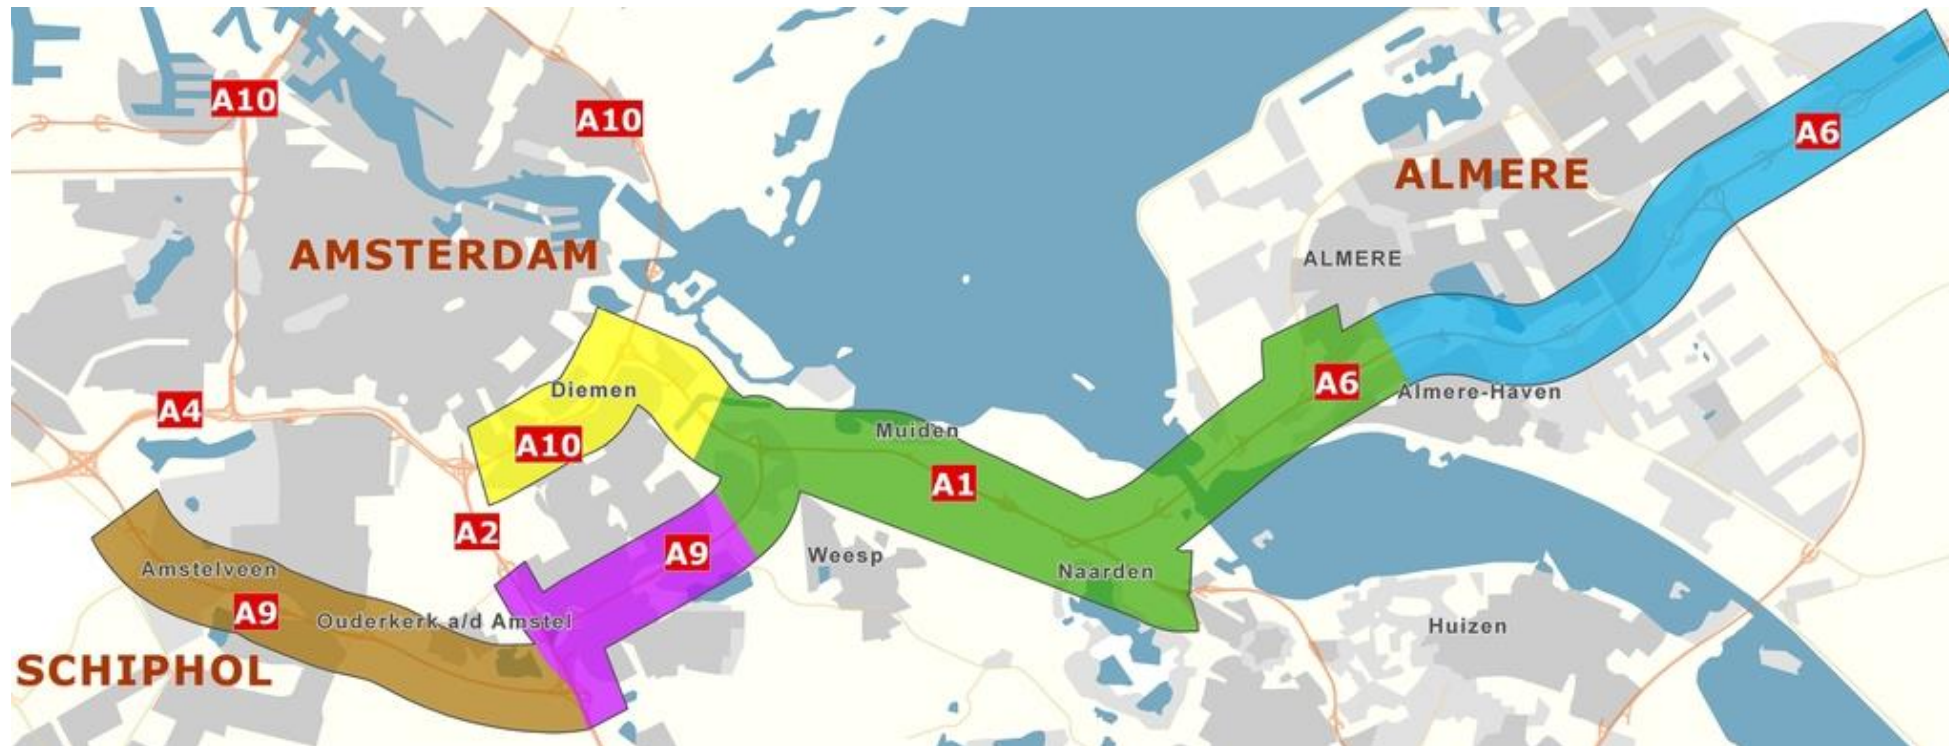 A10
A10
A6
ALMERE
AMSTERDAM
ALMERE
A6
Diemen
Almere-Haven
A4
A10
Muiden
A1
A2
A9
Weesp
Amstelveen
Naarden
A9
Ouderkerk a/d Amstel
Huizen
SCHIPHOL